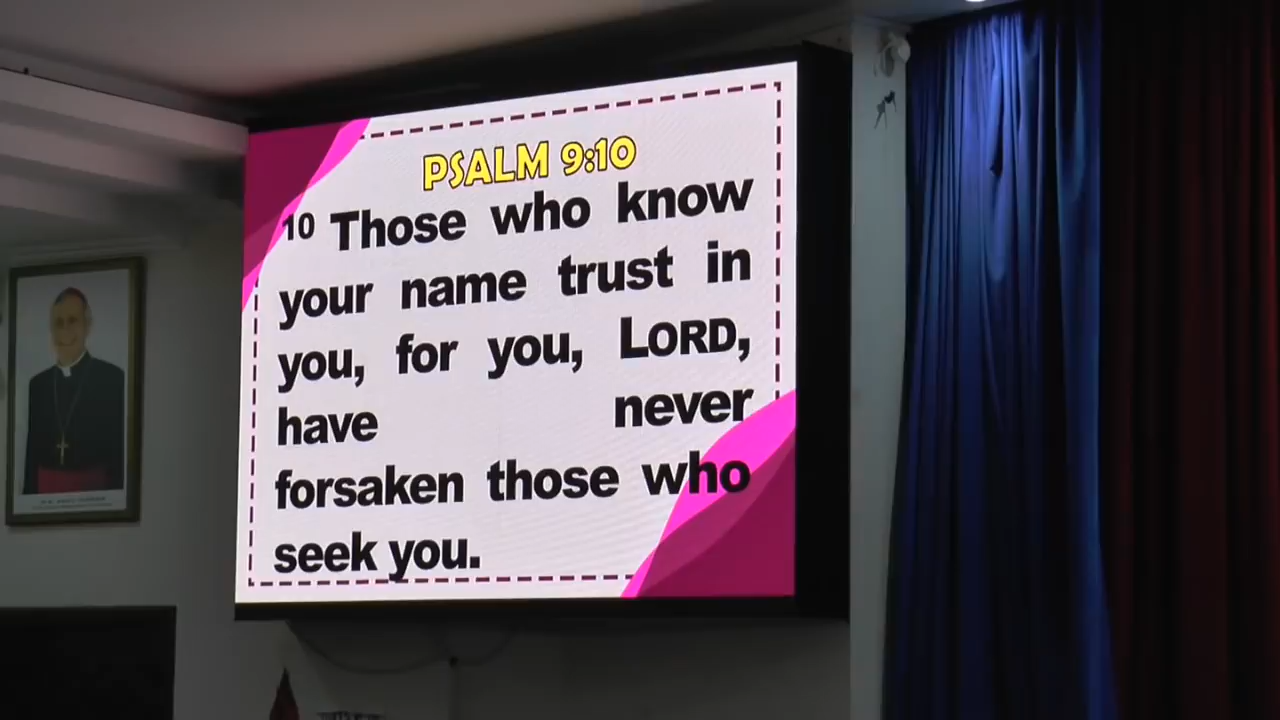 PSALM 9:10
10 Those who know
your name trust in
you, for you, LORD,
have never
forsaken those who
seek you.